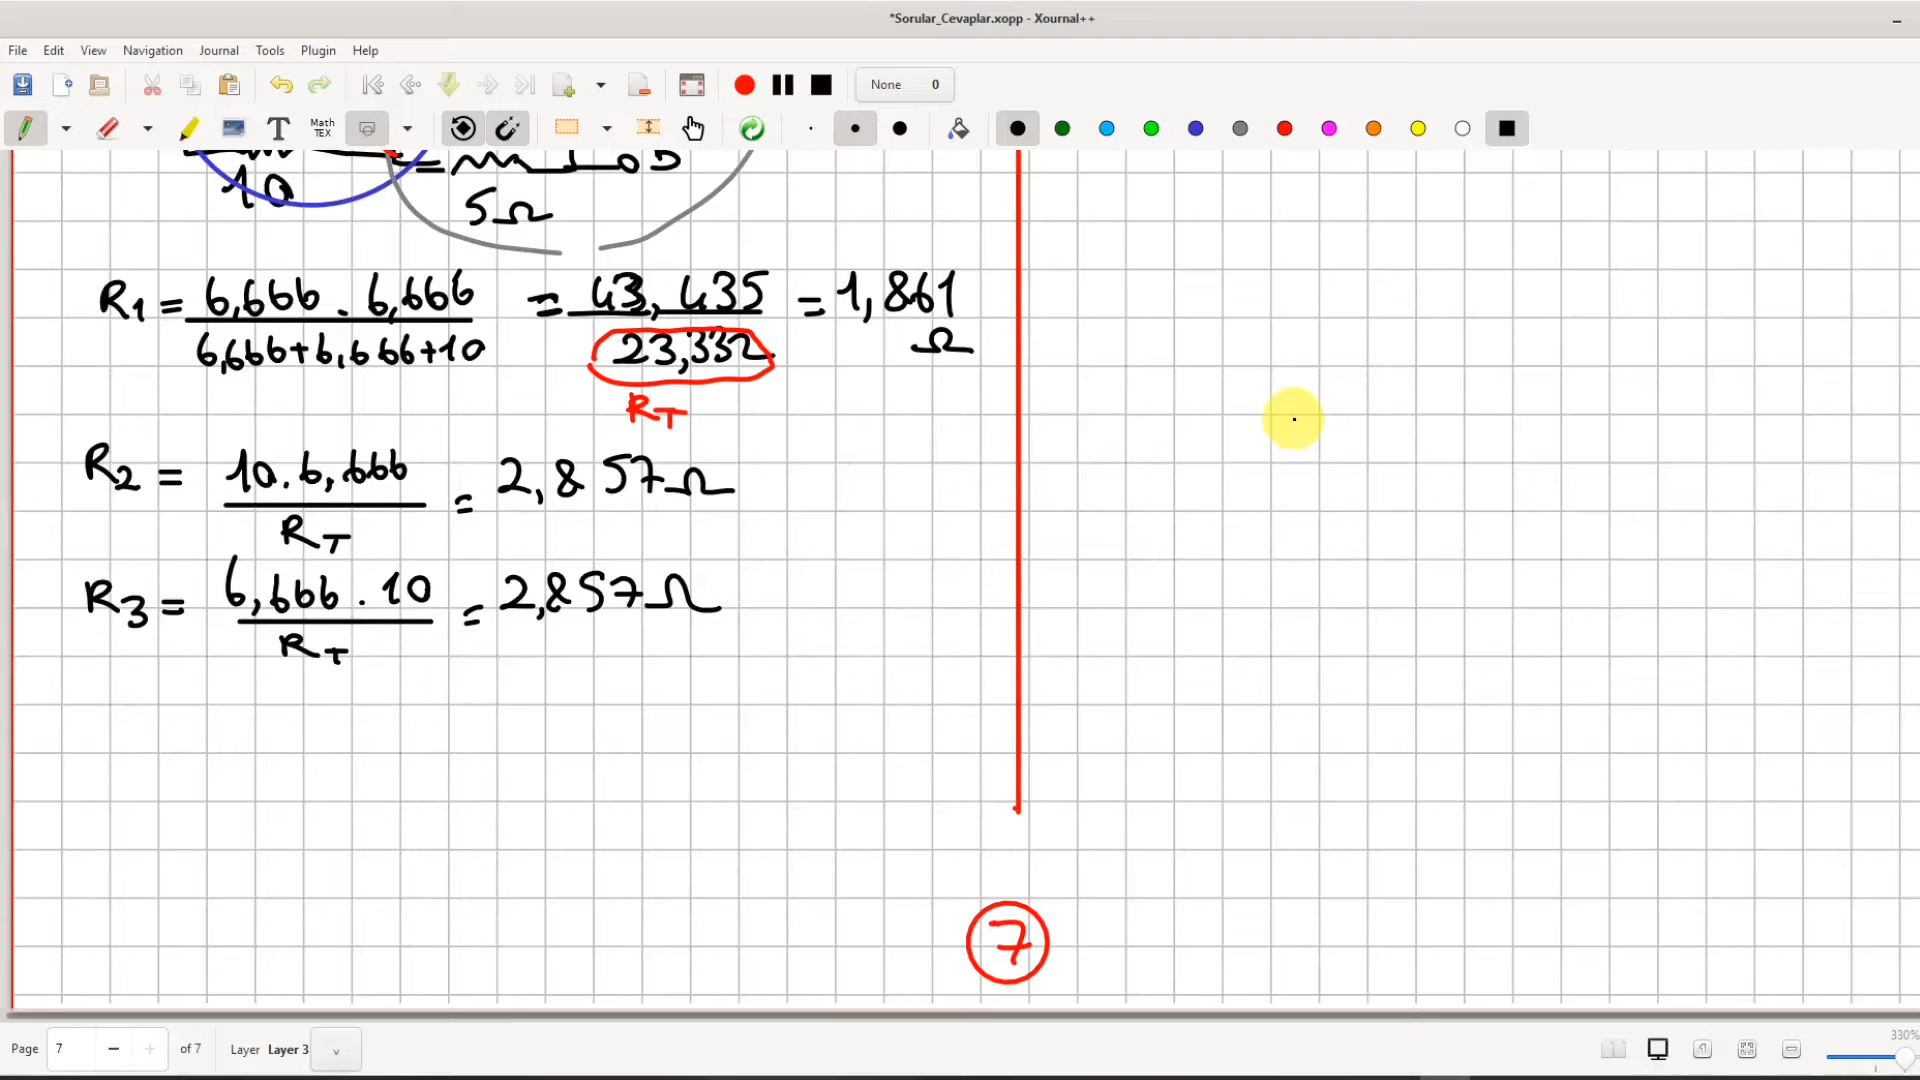 *Sorular_Cevaplar.xopp - Xournal++
File Edit View Navigation Journal Tools Plugin Help
None 0
T Math TEX
10
5Ω
R1 = 6,666 . 6,666 / 6,666+6,666+10 = 43,435 / 23,332 = 1,861 Ω
RT
R2 = 10.6,666 / RT = 2,857Ω
R3 = 6,666 . 10 / RT = 2,857Ω
7
Page 7 of 7 Layer Layer 3
330%